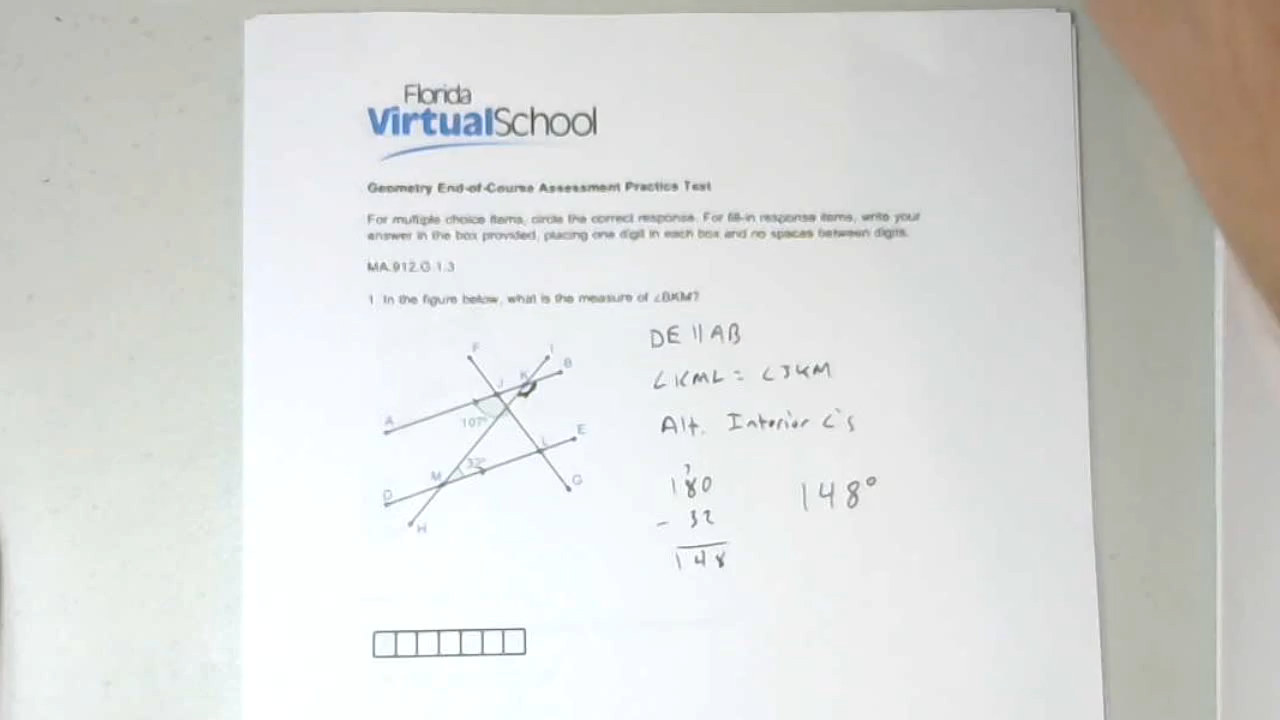 Florida
VirtualSchool
Geometry End-of-Course Assessment Practice Test
For multiple choice items, circle the correct response. For fill-in response items, write your
answer in the box provided, placing one digit in each box and no spaces between digits.
MA.912.G.1.3
1. In the figure below, what is the measure of ∠BKM?
F
I
B
K
J
A
107°
E
L
32°
M
G
D
H
DE || AB
∠KML = ∠JKM
Alt. Interior ∠'s
180
- 32
148
148°